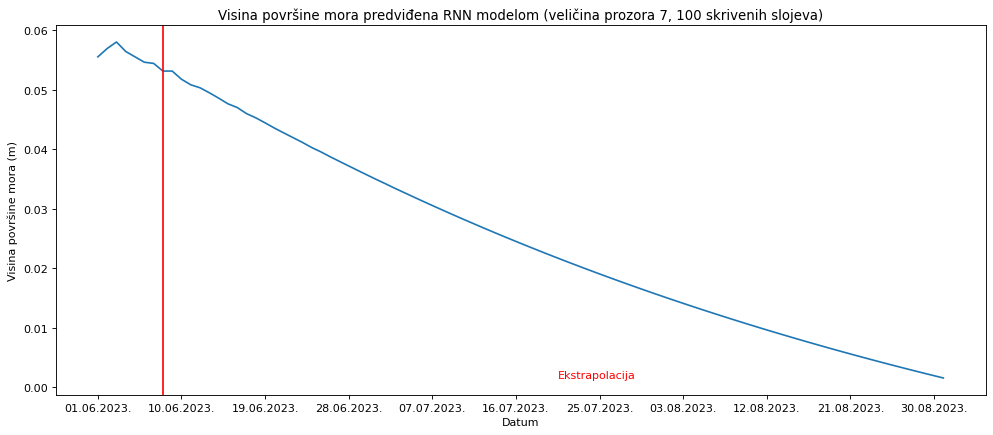 Visina površine mora predviđena RNN modelom (veličina prozora 7, 100 skrivenih slojeva)
Visina površine mora (m)
0.06
0.05
0.04
0.03
0.02
0.01
0.00
Ekstrapolacija
01.06.2023. 10.06.2023. 19.06.2023. 28.06.2023. 07.07.2023. 16.07.2023. 25.07.2023. 03.08.2023. 12.08.2023. 21.08.2023. 30.08.2023.
Datum